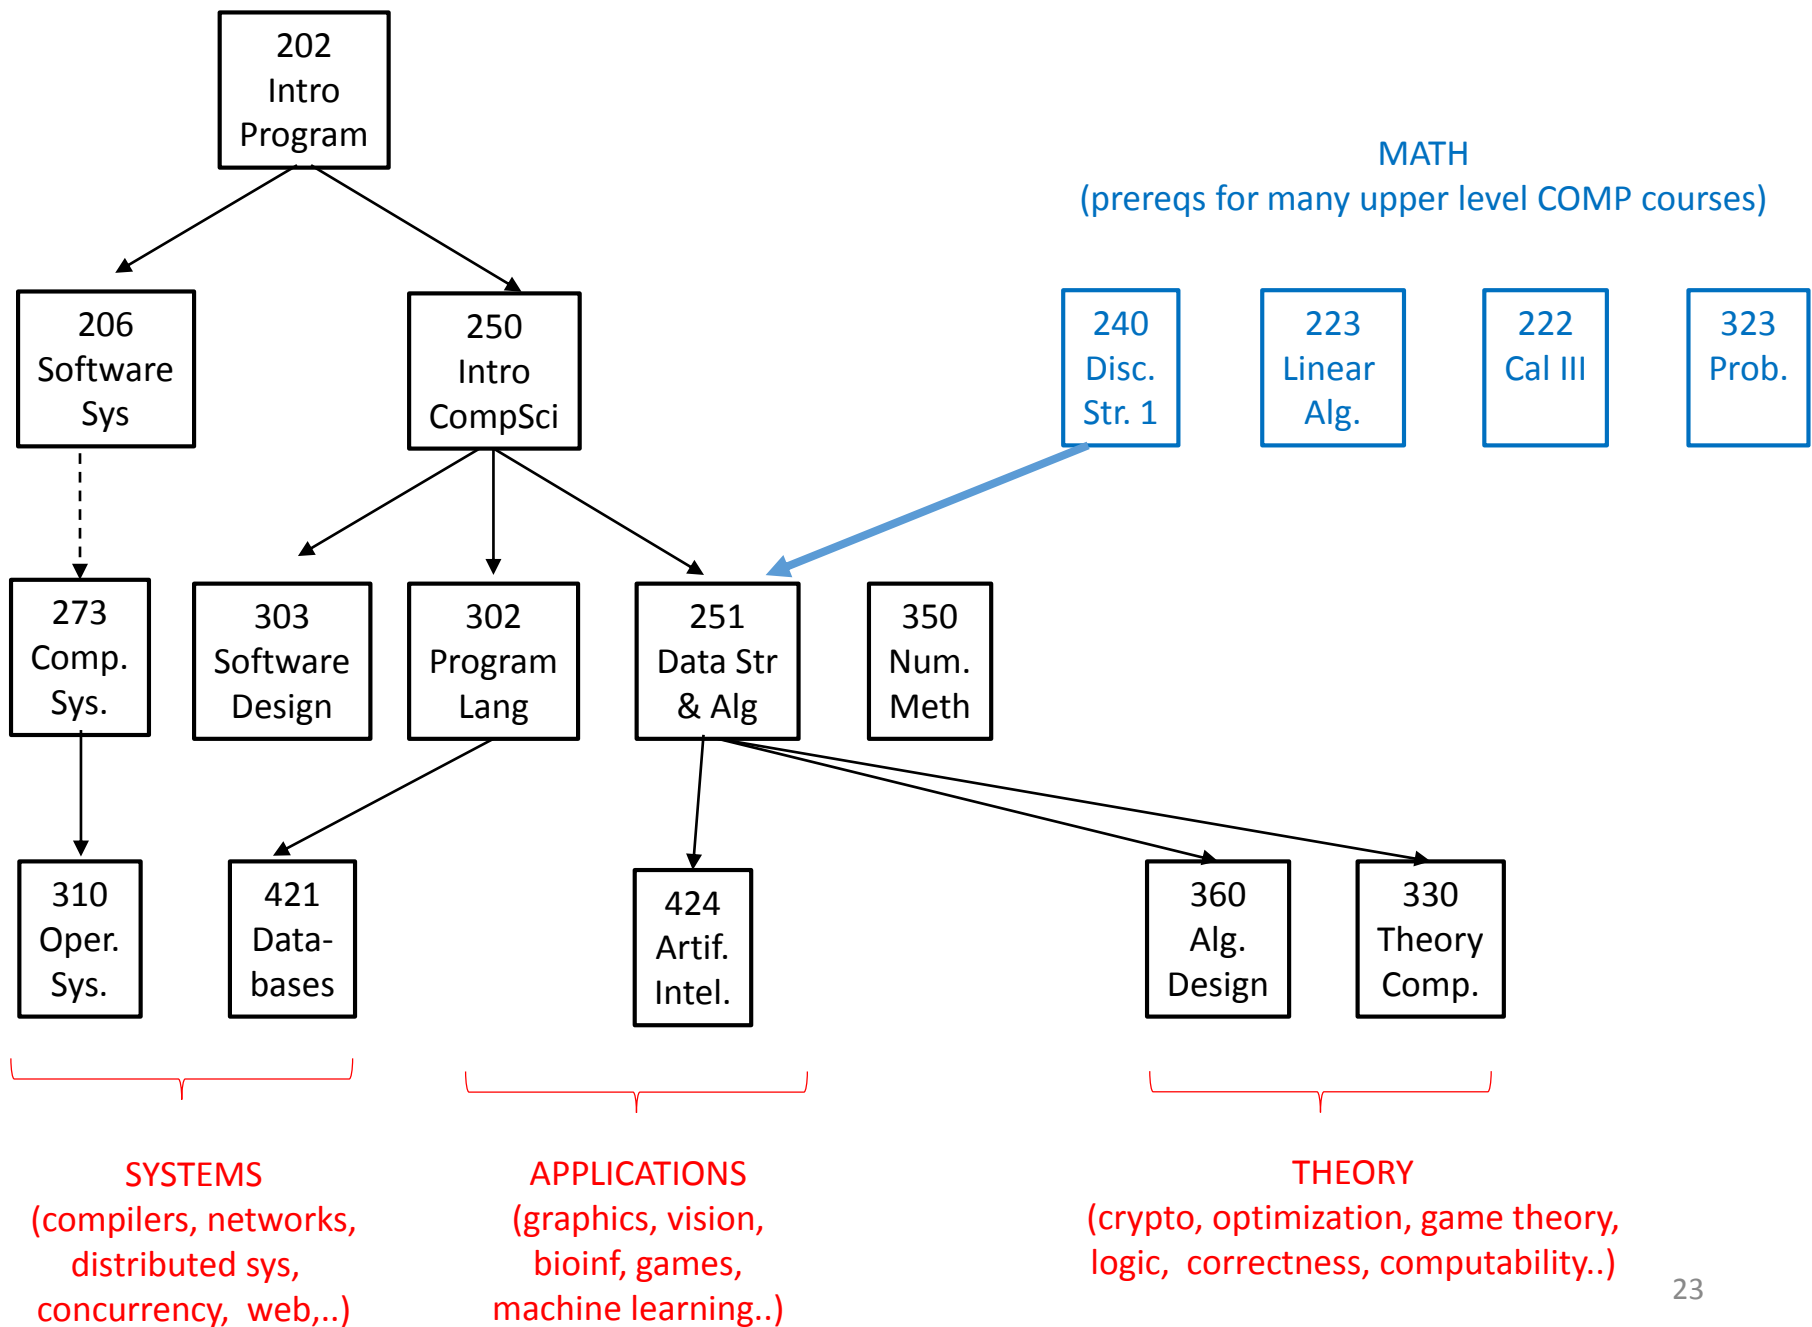 202
Intro
Program
MATH
(prereqs for many upper level COMP courses)
206
Software
Sys
250
Intro
CompSci
240
Disc.
Str. 1
223
Linear
Alg.
222
Cal III
323
Prob.
273
Comp.
Sys.
303
Software
Design
302
Program
Lang
251
Data Str
& Alg
350
Num.
Meth
310
Oper.
Sys.
421
Data-
bases
424
Artif.
Intel.
360
Alg.
Design
330
Theory
Comp.
SYSTEMS
(compilers, networks,
distributed sys,
concurrency, web,..)
APPLICATIONS
(graphics, vision,
bioinf, games,
machine learning..)
THEORY
(crypto, optimization, game theory,
logic, correctness, computability..)
23